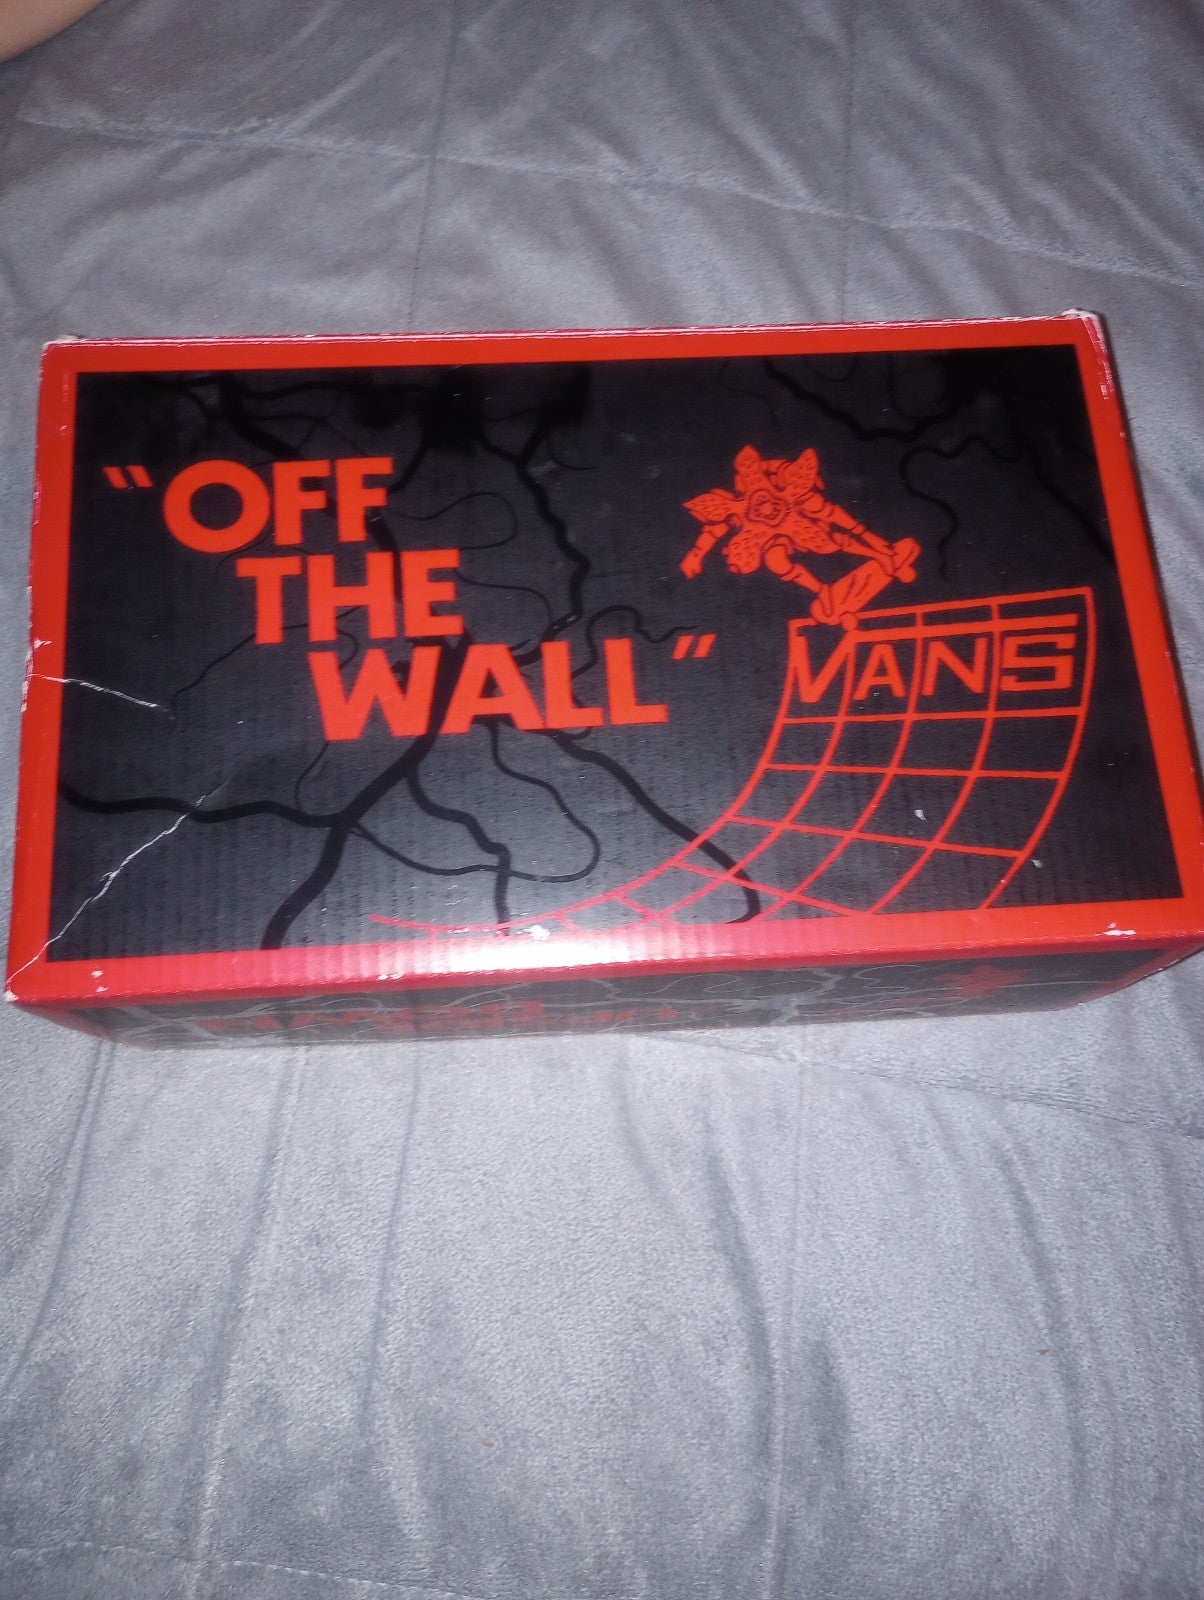 "OFF
THE
WALL"
VANS